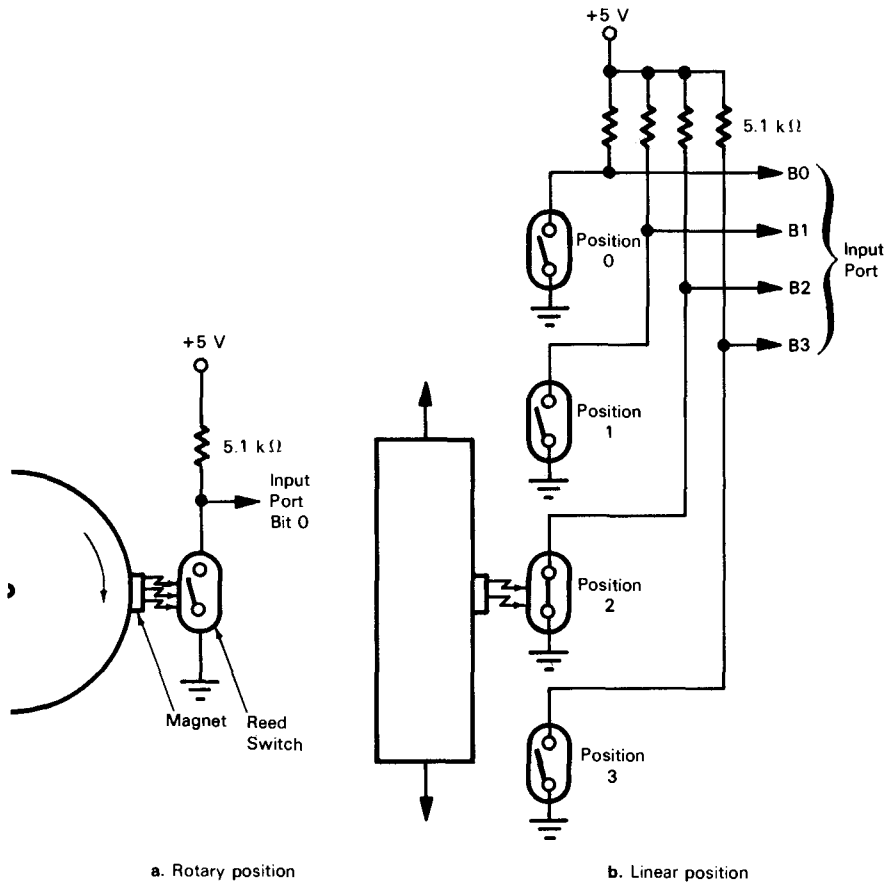 +5 V
5.1 kΩ
B0
Position
0
B1
Input
Port
B2
B3
+5 V
Position
1
5.1 kΩ
Input
Port
Bit 0
Position
2
Magnet
Reed
Switch
Position
3
a. Rotary position
b. Linear position